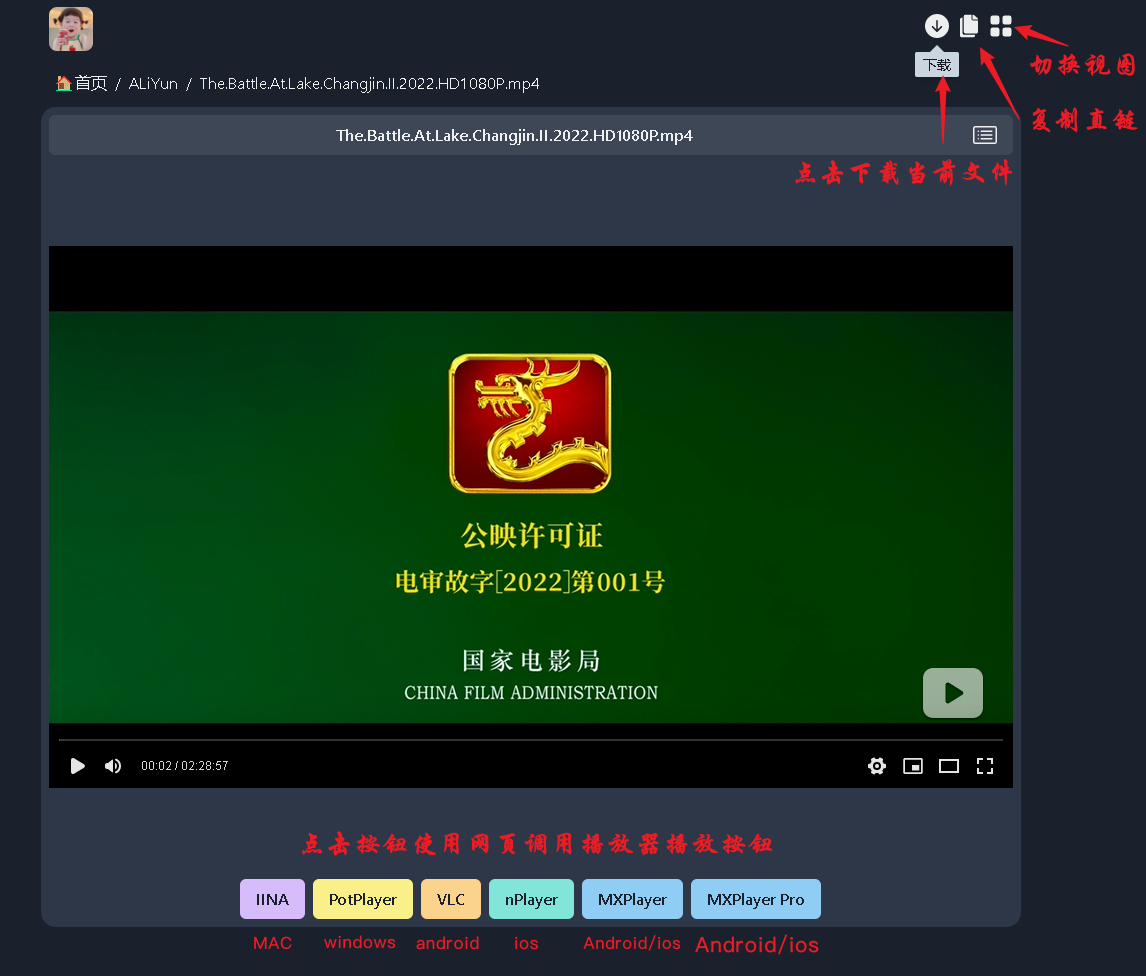 切换视图
下载
🏠首页 / ALiYun / The.Battle.At.Lake.Changjin.II.2022.HD1080P.mp4
复制直链
The.Battle.At.Lake.Changjin.II.2022.HD1080P.mp4
点击下载当前文件
公映许可证
电审故字[2022]第001号
国家电影局
CHINA FILM ADMINISTRATION
00:02 / 02:28:57
点击按钮使用网页调用播放器播放按钮
IINA PotPlayer VLC nPlayer MXPlayer MXPlayer Pro
MAC windows android ios Android/ios Android/ios